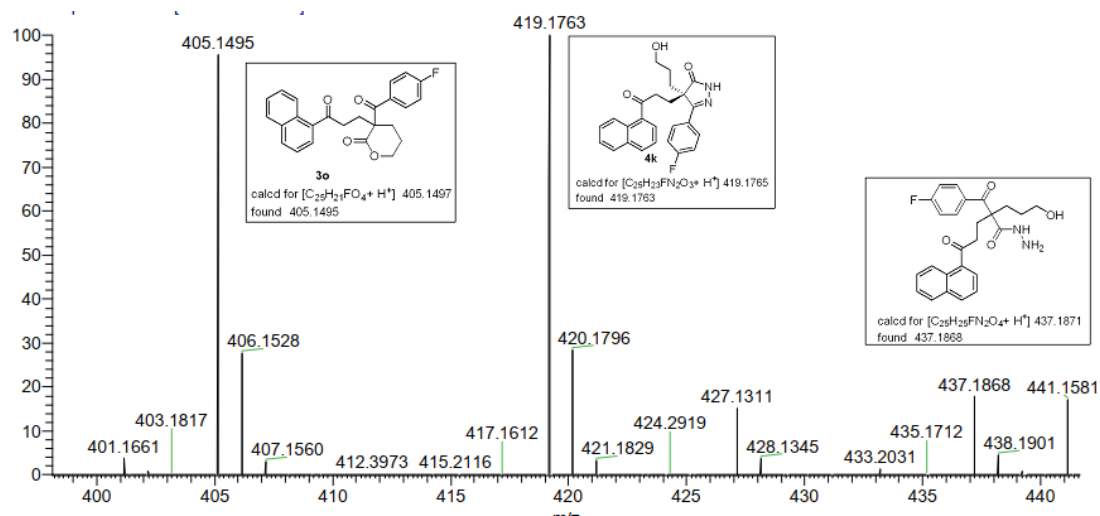 100
90
80
70
60
50
40
30
20
10
0
405.1495
419.1763
406.1528
420.1796
403.1817
401.1661
407.1560
412.3973
415.2116
417.1612
421.1829
424.2919
427.1311
428.1345
433.2031
435.1712
437.1868
438.1901
441.1581
400
405
410
415
420
425
430
435
440
F
O
O
O
O
3o
calcd for [C₂₅H₂₁FO₄+ H⁺] 405.1497
found 405.1495
OH
O
NH
N
O
4k
F
calcd for [C₂₅H₂₃FN₂O₃+ H⁺] 419.1765
found 419.1763
O
F
OH
O
O
NH
NH₂
calcd for [C₂₅H₂₅FN₂O₄+ H⁺] 437.1871
found 437.1868